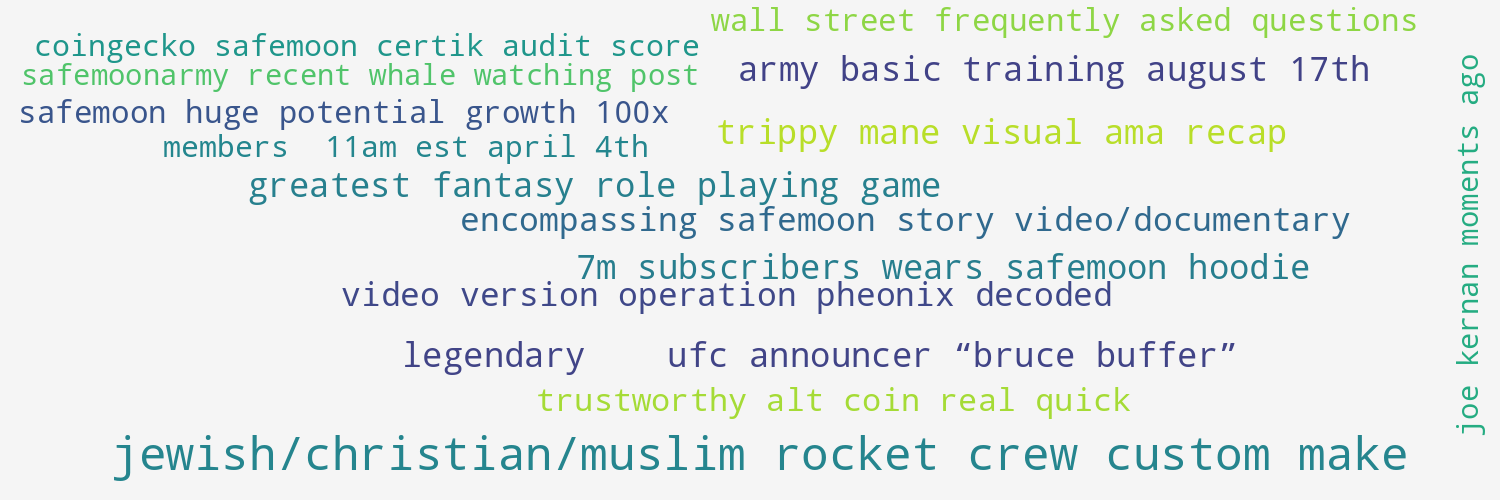 wall street frequently asked questions
coingecko safemoon certik audit score
safemoonarmy recent whale watching post
army basic training august 17th
safemoon huge potential growth 100x
trippy mane visual ama recap
members  11am est april 4th
greatest fantasy role playing game
encompassing safemoon story video/documentary
7m subscribers wears safemoon hoodie
video version operation pheonix decoded
legendary    ufc announcer “bruce buffer”
trustworthy alt coin real quick
jewish/christian/muslim rocket crew custom make
joe kernan moments ago